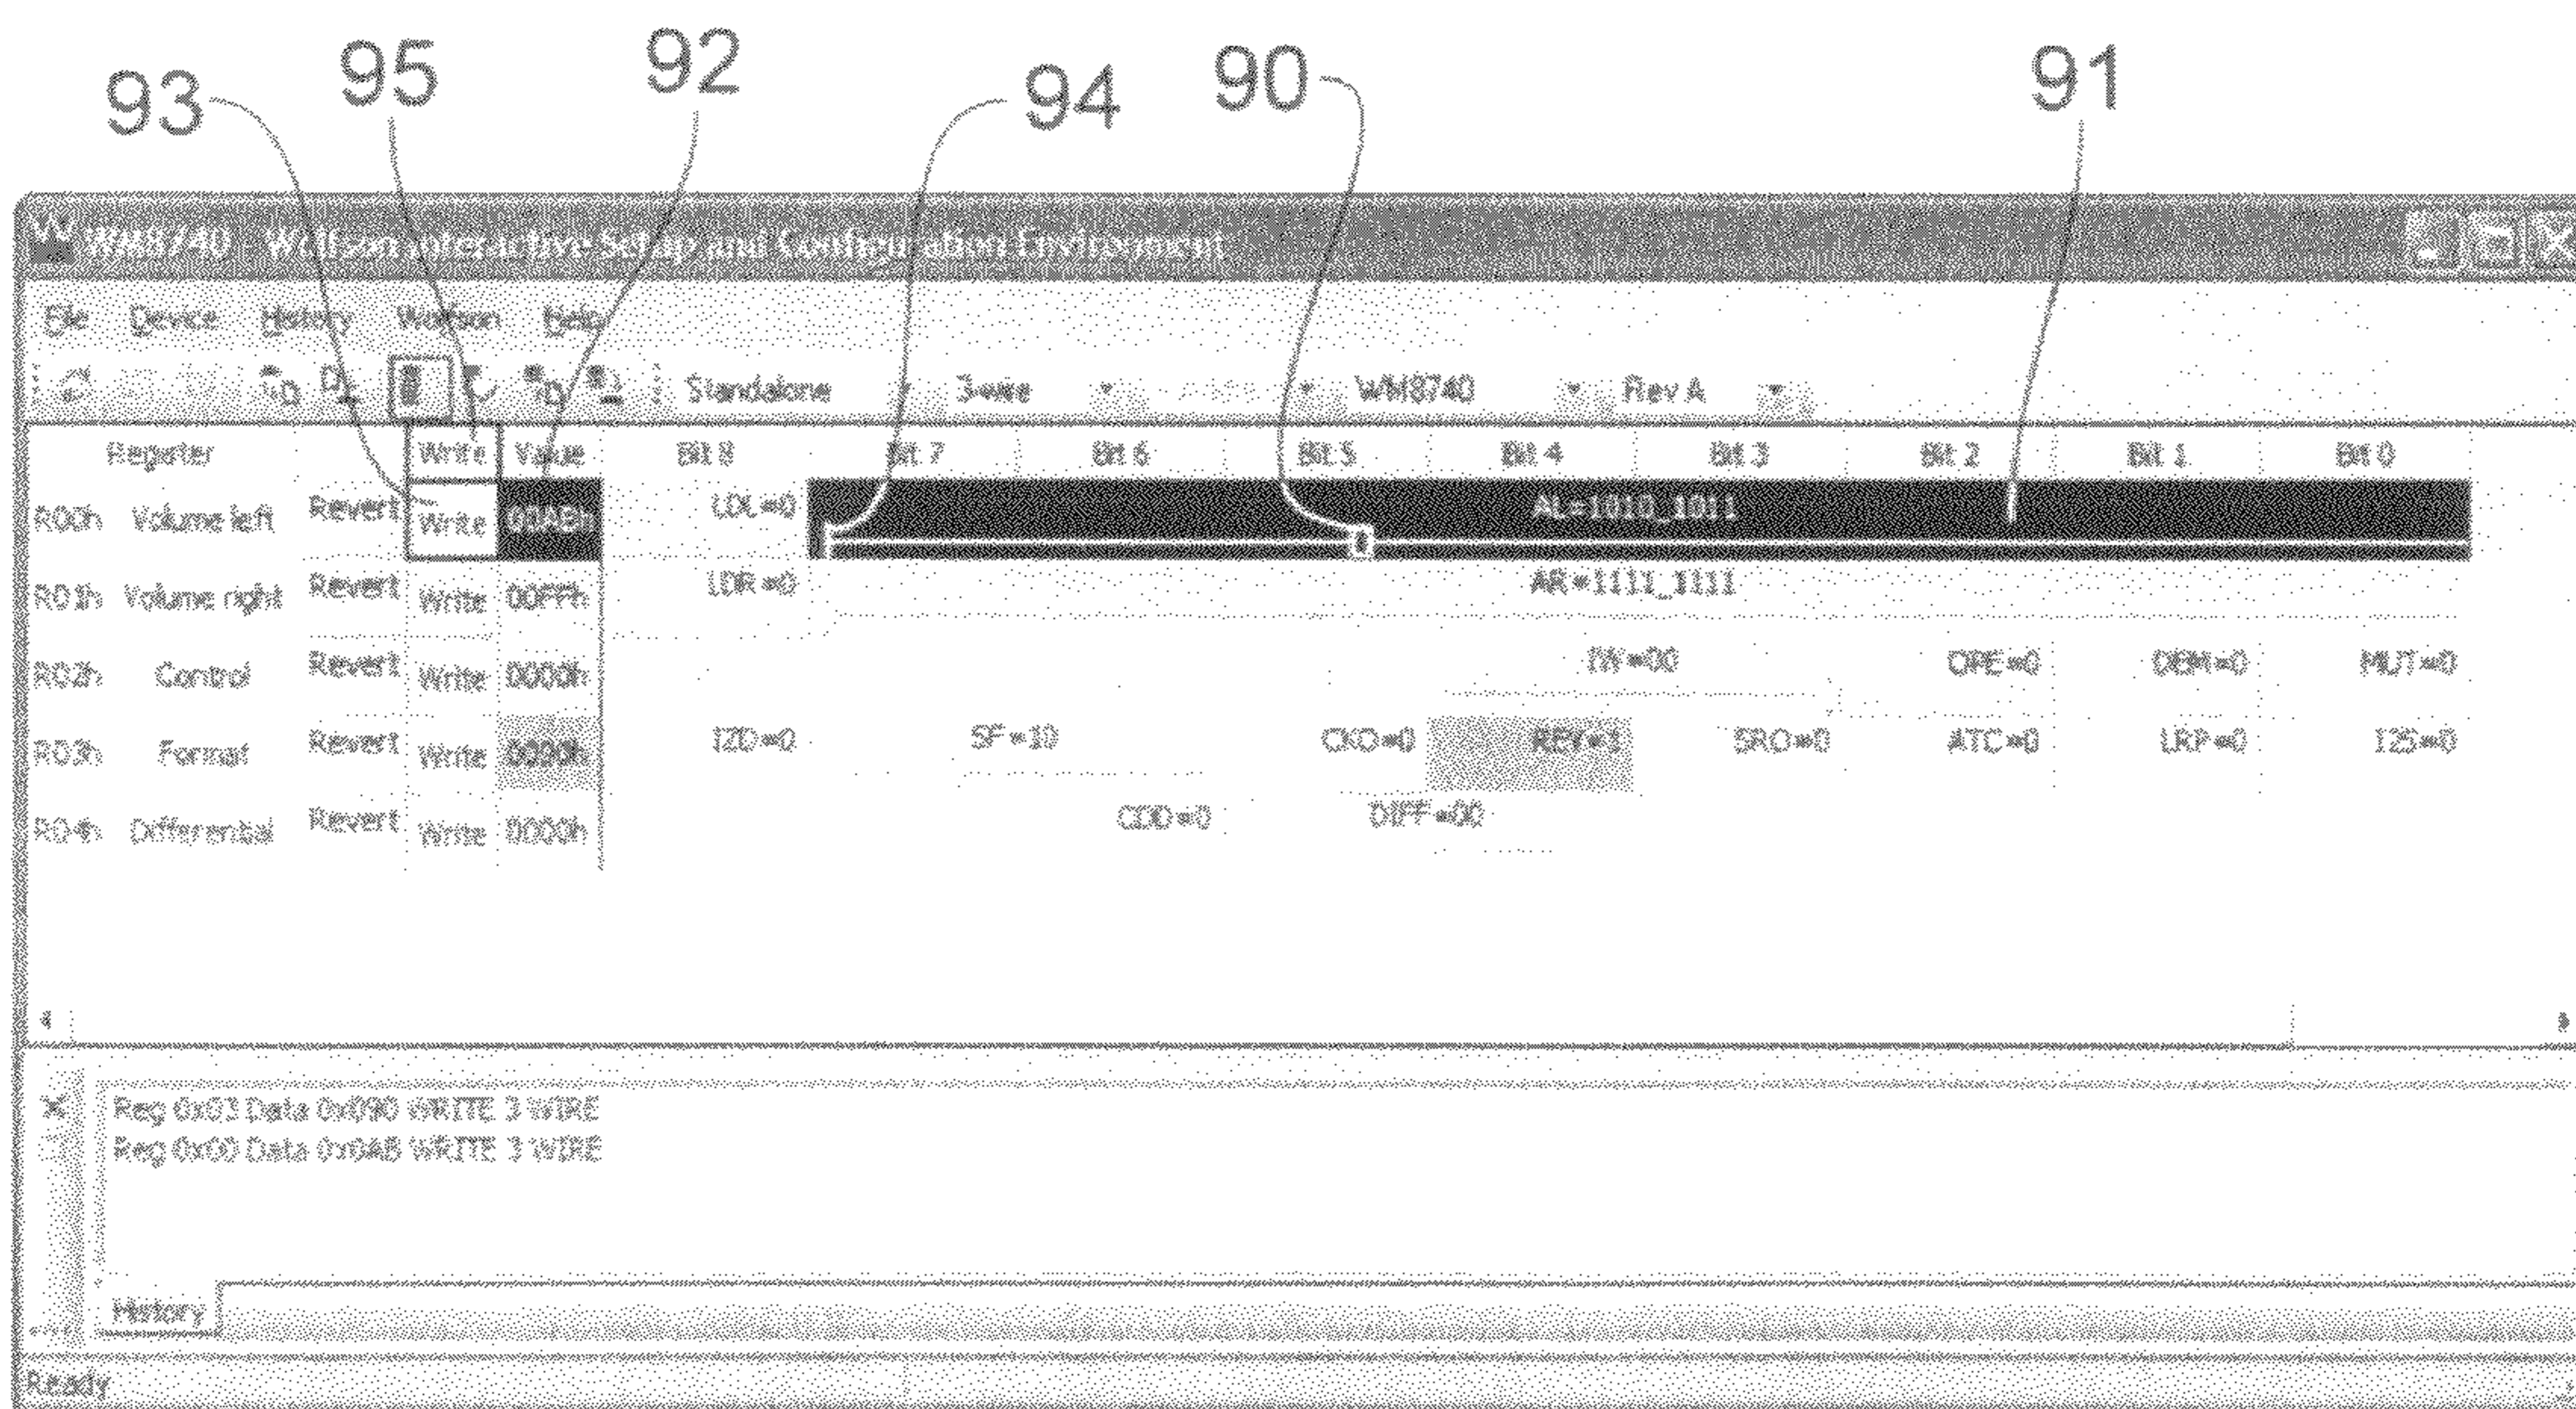 93 95 92 94 90 91
WM8740 - Wolfson Interactive Setup and Configuration Environment
File Device History Wolfson Help
Standalone 3-wire WM8740 Rev A
Register Write Value Bit 8 Bit 7 Bit 6 Bit 5 Bit 4 Bit 3 Bit 2 Bit 1 Bit 0
R00h Volume left Revert Write 00ABh LDL=0 AL=1010_1011
R01h Volume right Revert Write 00FFh LDR=0 AR=1111_1111
R02h Control Revert Write 0000h IW=00 OPE=0 DEM=0 MUT=0
R03h Format Revert Write 0090h IZD=0 SF=10 CKO=0 REV=1 SRO=0 ATC=0 LRP=0 I2S=0
R04h Differential Revert Write 0000h CDD=0 DIFF=00
Reg 0x03 Data 0x090 WRITE 3 WIRE
Reg 0x00 Data 0x0AB WRITE 3 WIRE
History
Ready